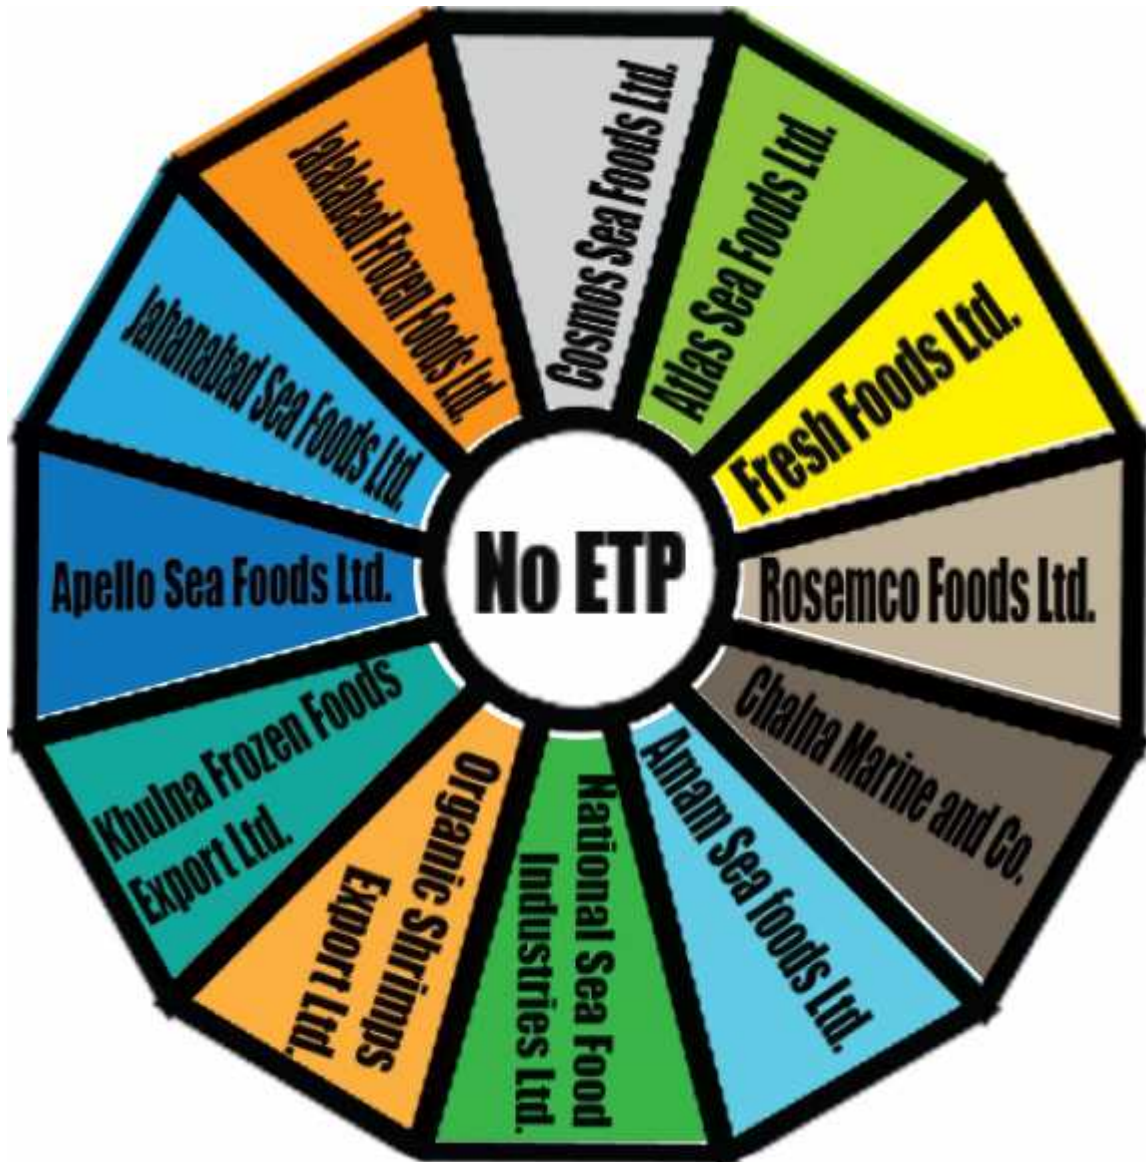 Cosmos Sea Foods Ltd.
Atlas Sea Foods Ltd.
Fresh Foods Ltd.
Rosemco Foods Ltd.
Chalna Marine and Co.
Amam Sea foods Ltd.
National Sea Food
Industries Ltd.
Organic Shrimps
Export Ltd.
Khulna Frozen Foods
Export Ltd.
Apello Sea Foods Ltd.
Jahanabad Sea Foods Ltd.
Jalalabad Frozen Foods Ltd.
No ETP